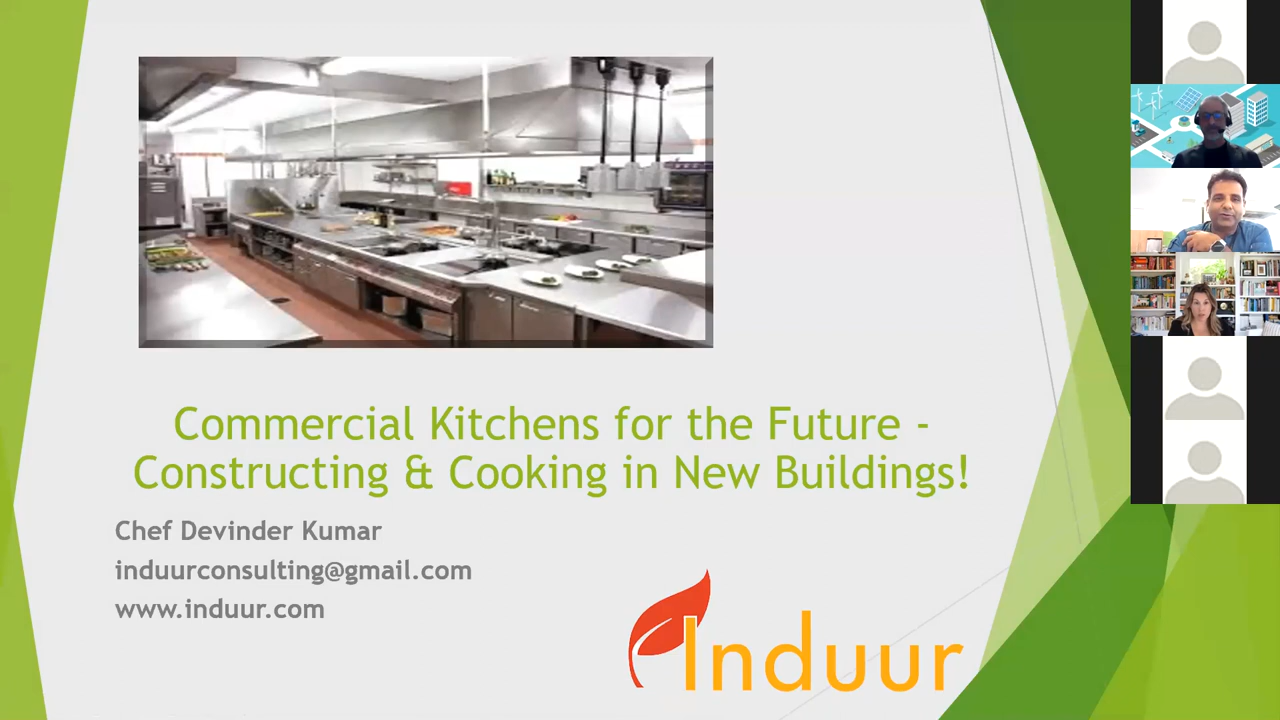 Commercial Kitchens for the Future -
Constructing & Cooking in New Buildings!
Chef Devinder Kumar
induurconsulting@gmail.com
www.induur.com
Induur